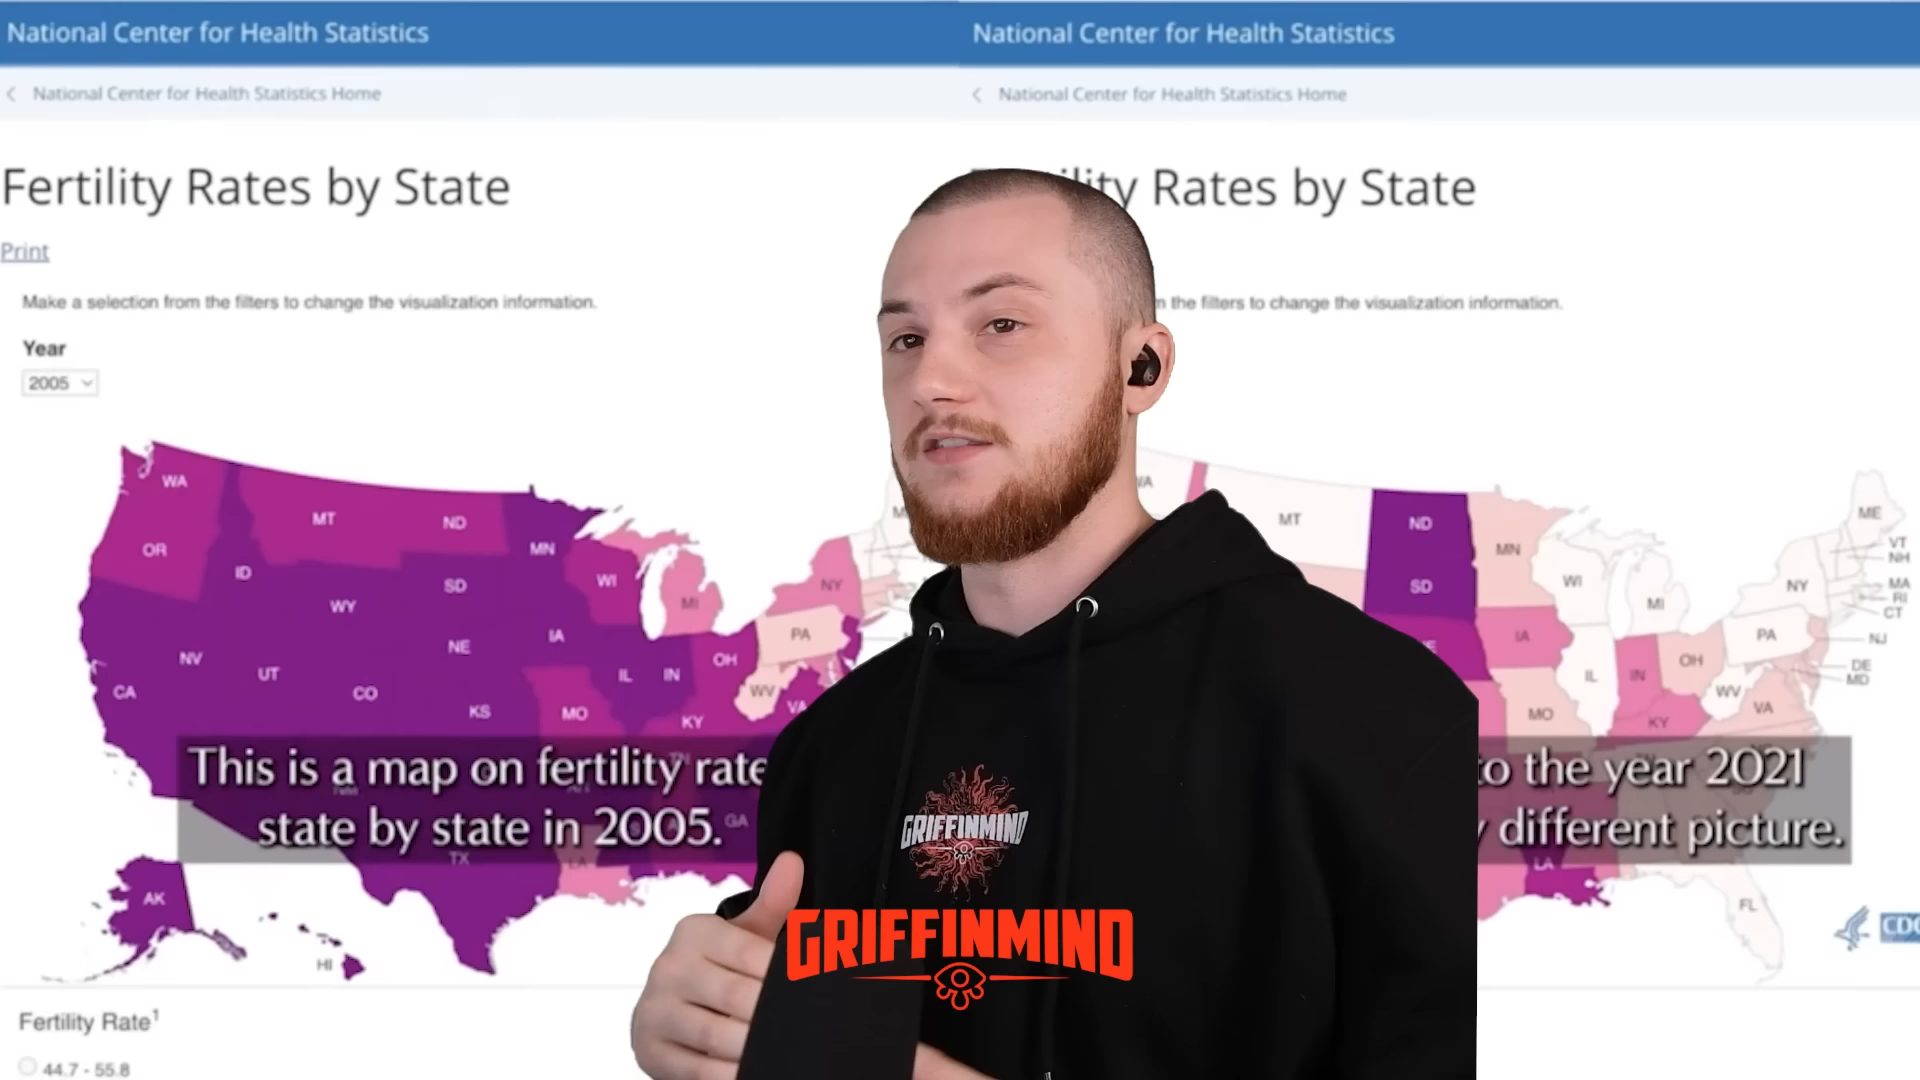 National Center for Health Statistics
National Center for Health Statistics Home
Fertility Rates by State
Print
Make a selection from the filters to change the visualization information.
Year
2005
WA
MT
ND
OR
MN
ID
SD
WI
WY
NY
MI
IA
PA
NE
NV
OH
UT
IL
IN
CA
CO
WV
KS
MO
VA
KY
This is a map on fertility rate
state by state in 2005.
GA
TX
LA
AK
HI
Fertility Rate1
44.7 - 55.8
National Center for Health Statistics
National Center for Health Statistics Home
ility Rates by State
the filters to change the visualization information.
MT
ND
ME
MN
VT
NH
WI
SD
NY
MA
MI
RI
CT
IA
PA
NJ
OH
DE
IL
IN
MD
WV
MO
VA
KY
to the year 2021
different picture.
LA
FL
CDC
GRIFFINMIND
GRIFFINMIND